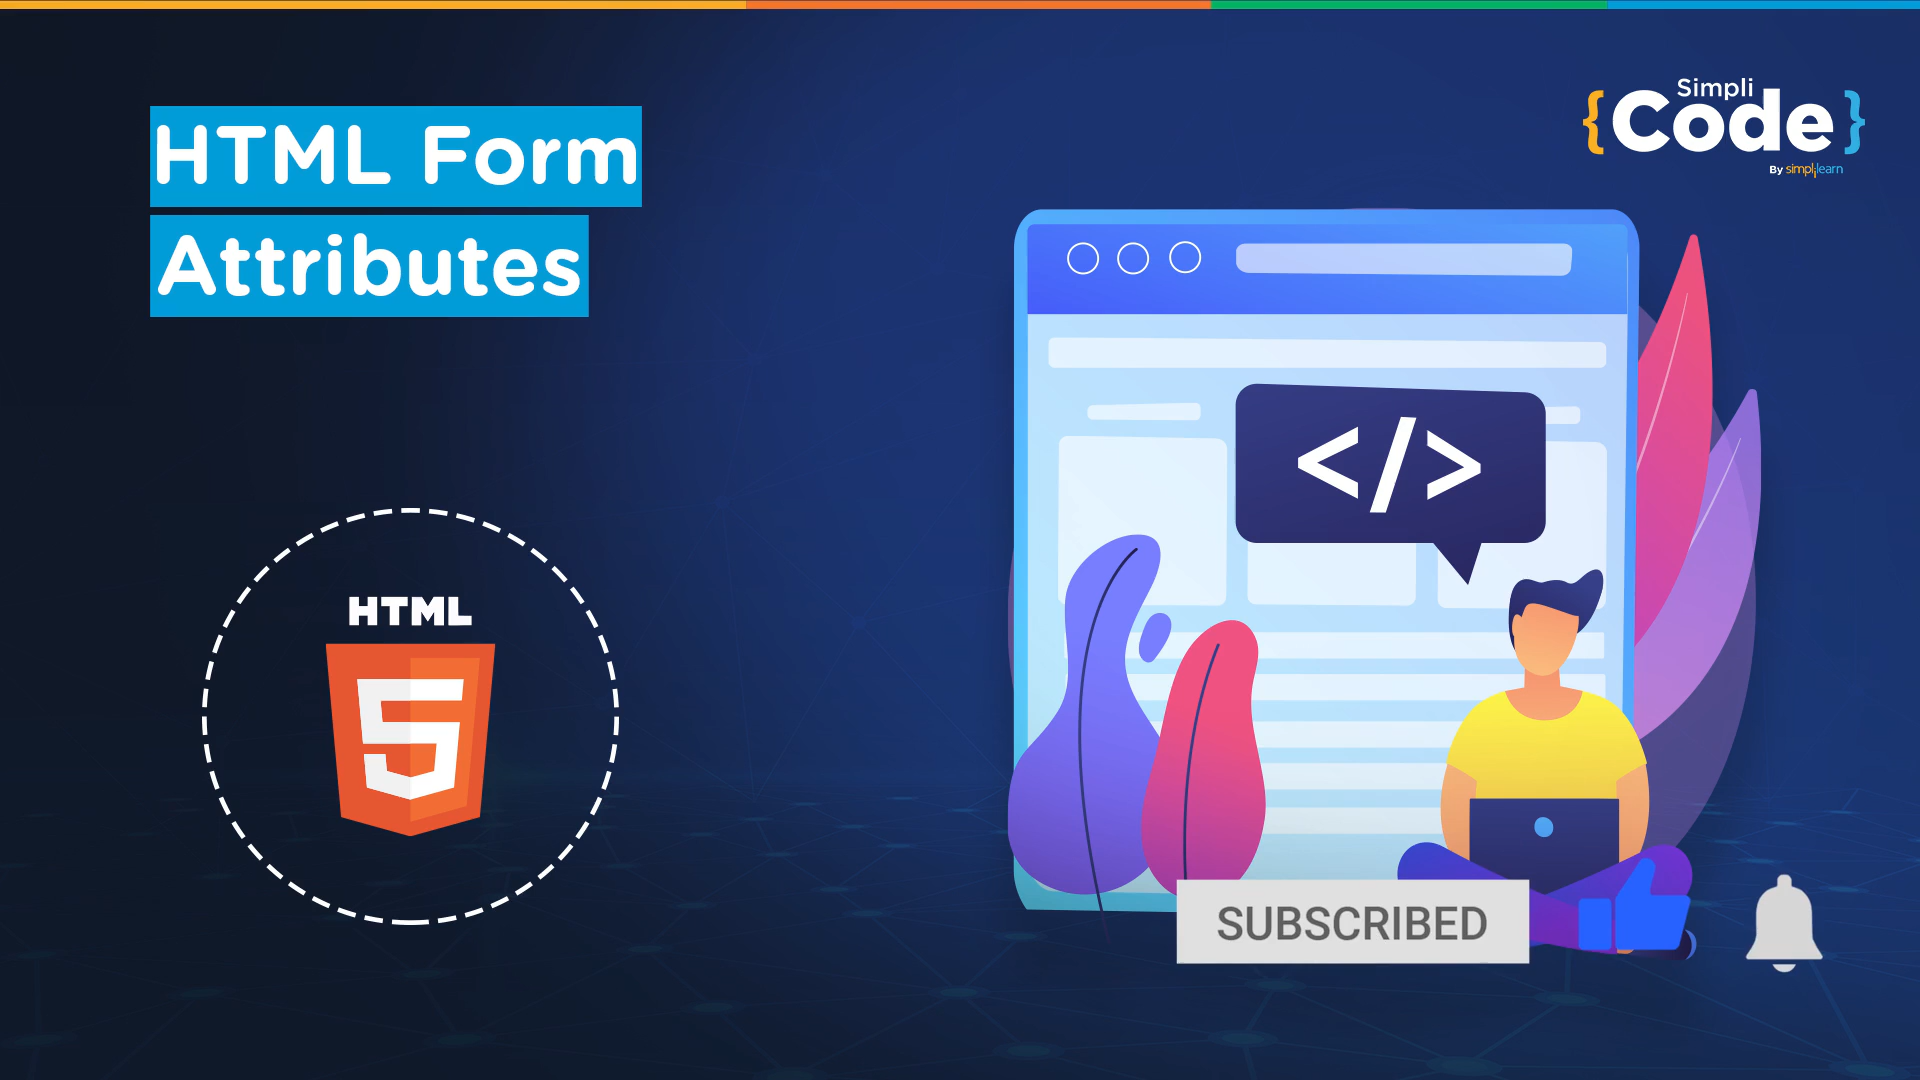 HTML Form
Attributes
Simpli
{Code}
By simplilearn
</>
HTML
5
SUBSCRIBED